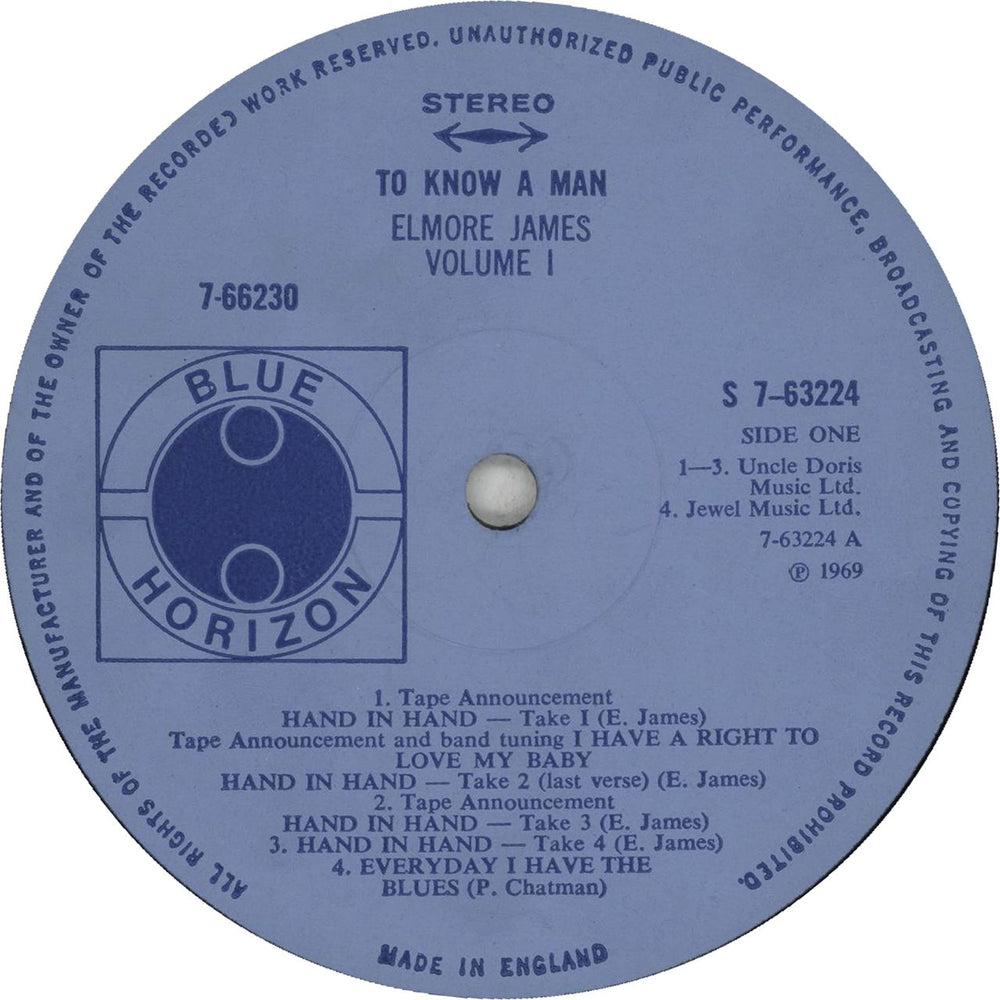 ALL RIGHTS OF THE MANUFACTURER AND OF THE OWNER OF THE RECORDED WORK RESERVED. UNAUTHORIZED PUBLIC PERFORMANCE, BROADCASTING AND COPYING OF THIS RECORD PROHIBITED.
STEREO
TO KNOW A MAN
ELMORE JAMES
VOLUME I
7-66230
BLUE
HORIZON
S 7-63224
SIDE ONE
1—3. Uncle Doris
Music Ltd.
4. Jewel Music Ltd.
7-63224 A
℗ 1969
1. Tape Announcement
HAND IN HAND — Take I (E. James)
Tape Announcement and band tuning I HAVE A RIGHT TO
LOVE MY BABY
HAND IN HAND — Take 2 (last verse) (E. James)
2. Tape Announcement
HAND IN HAND — Take 3 (E. James)
3. HAND IN HAND — Take 4 (E. James)
4. EVERYDAY I HAVE THE
BLUES (P. Chatman)
MADE IN ENGLAND